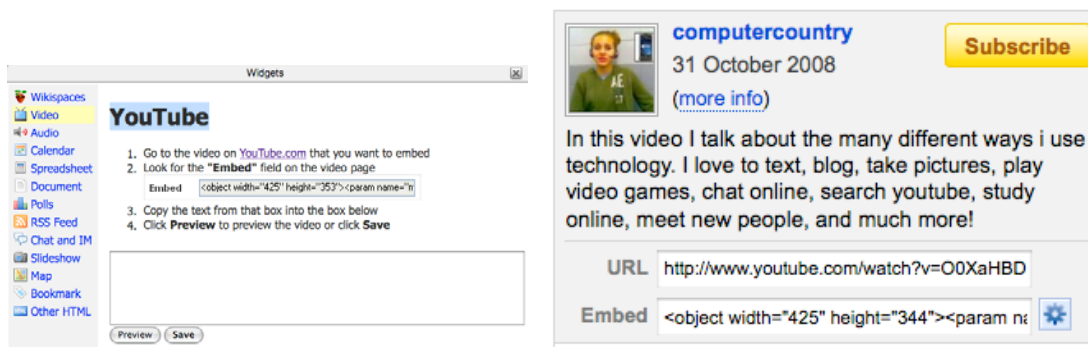 Widgets
Wikispaces
Video
Audio
Calendar
Spreadsheet
Document
Polls
RSS Feed
Chat and IM
Slideshow
Map
Bookmark
Other HTML
YouTube
1. Go to the video on YouTube.com that you want to embed
2. Look for the "Embed" field on the video page
Embed <object width="425" height="353"><param name="m
3. Copy the text from that box into the box below
4. Click Preview to preview the video or click Save
Preview Save
computercountry
Subscribe
31 October 2008
(more info)
In this video I talk about the many different ways i use
technology. I love to text, blog, take pictures, play
video games, chat online, search youtube, study
online, meet new people, and much more!
URL http://www.youtube.com/watch?v=O0XaHBD
Embed <object width="425" height="344"><param na